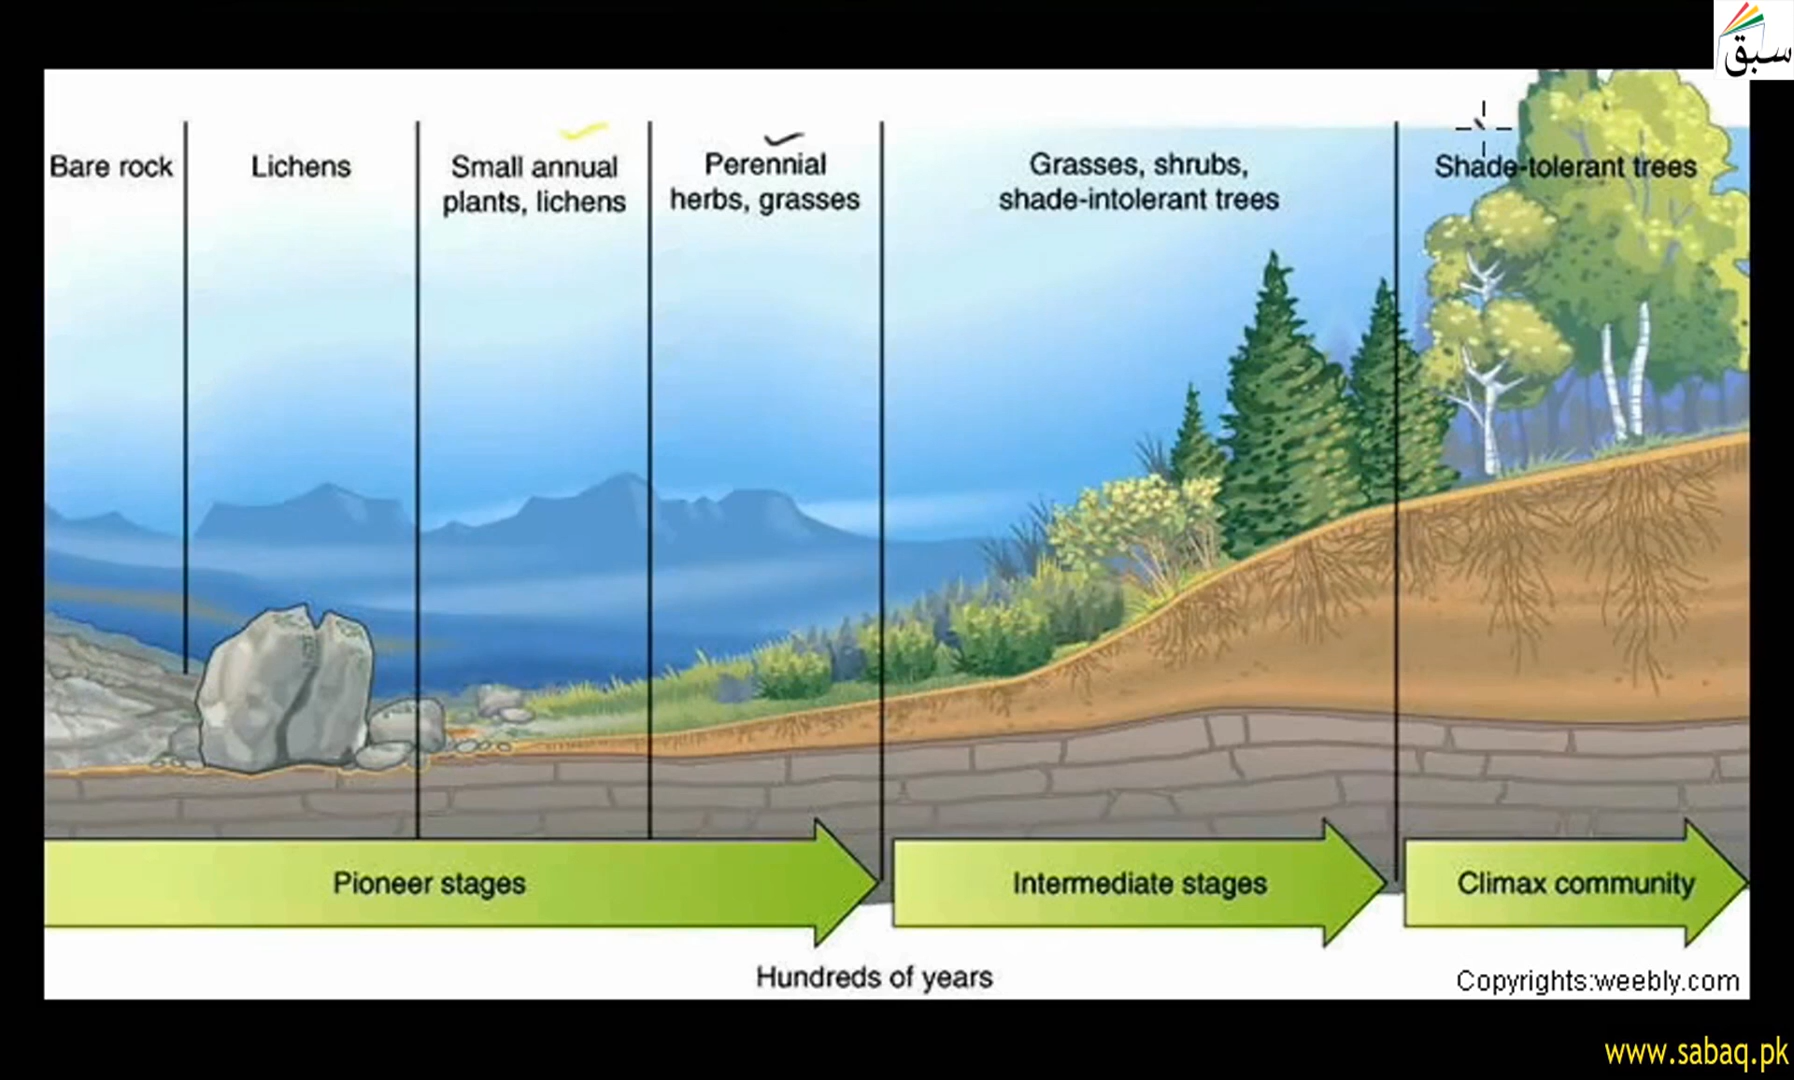 سبق
Bare rock
Lichens
Small annual
plants, lichens
Perennial
herbs, grasses
Grasses, shrubs,
shade-intolerant trees
Shade-tolerant trees
Pioneer stages
Intermediate stages
Climax community
Hundreds of years
Copyrights:weebly.com
www.sabaq.pk